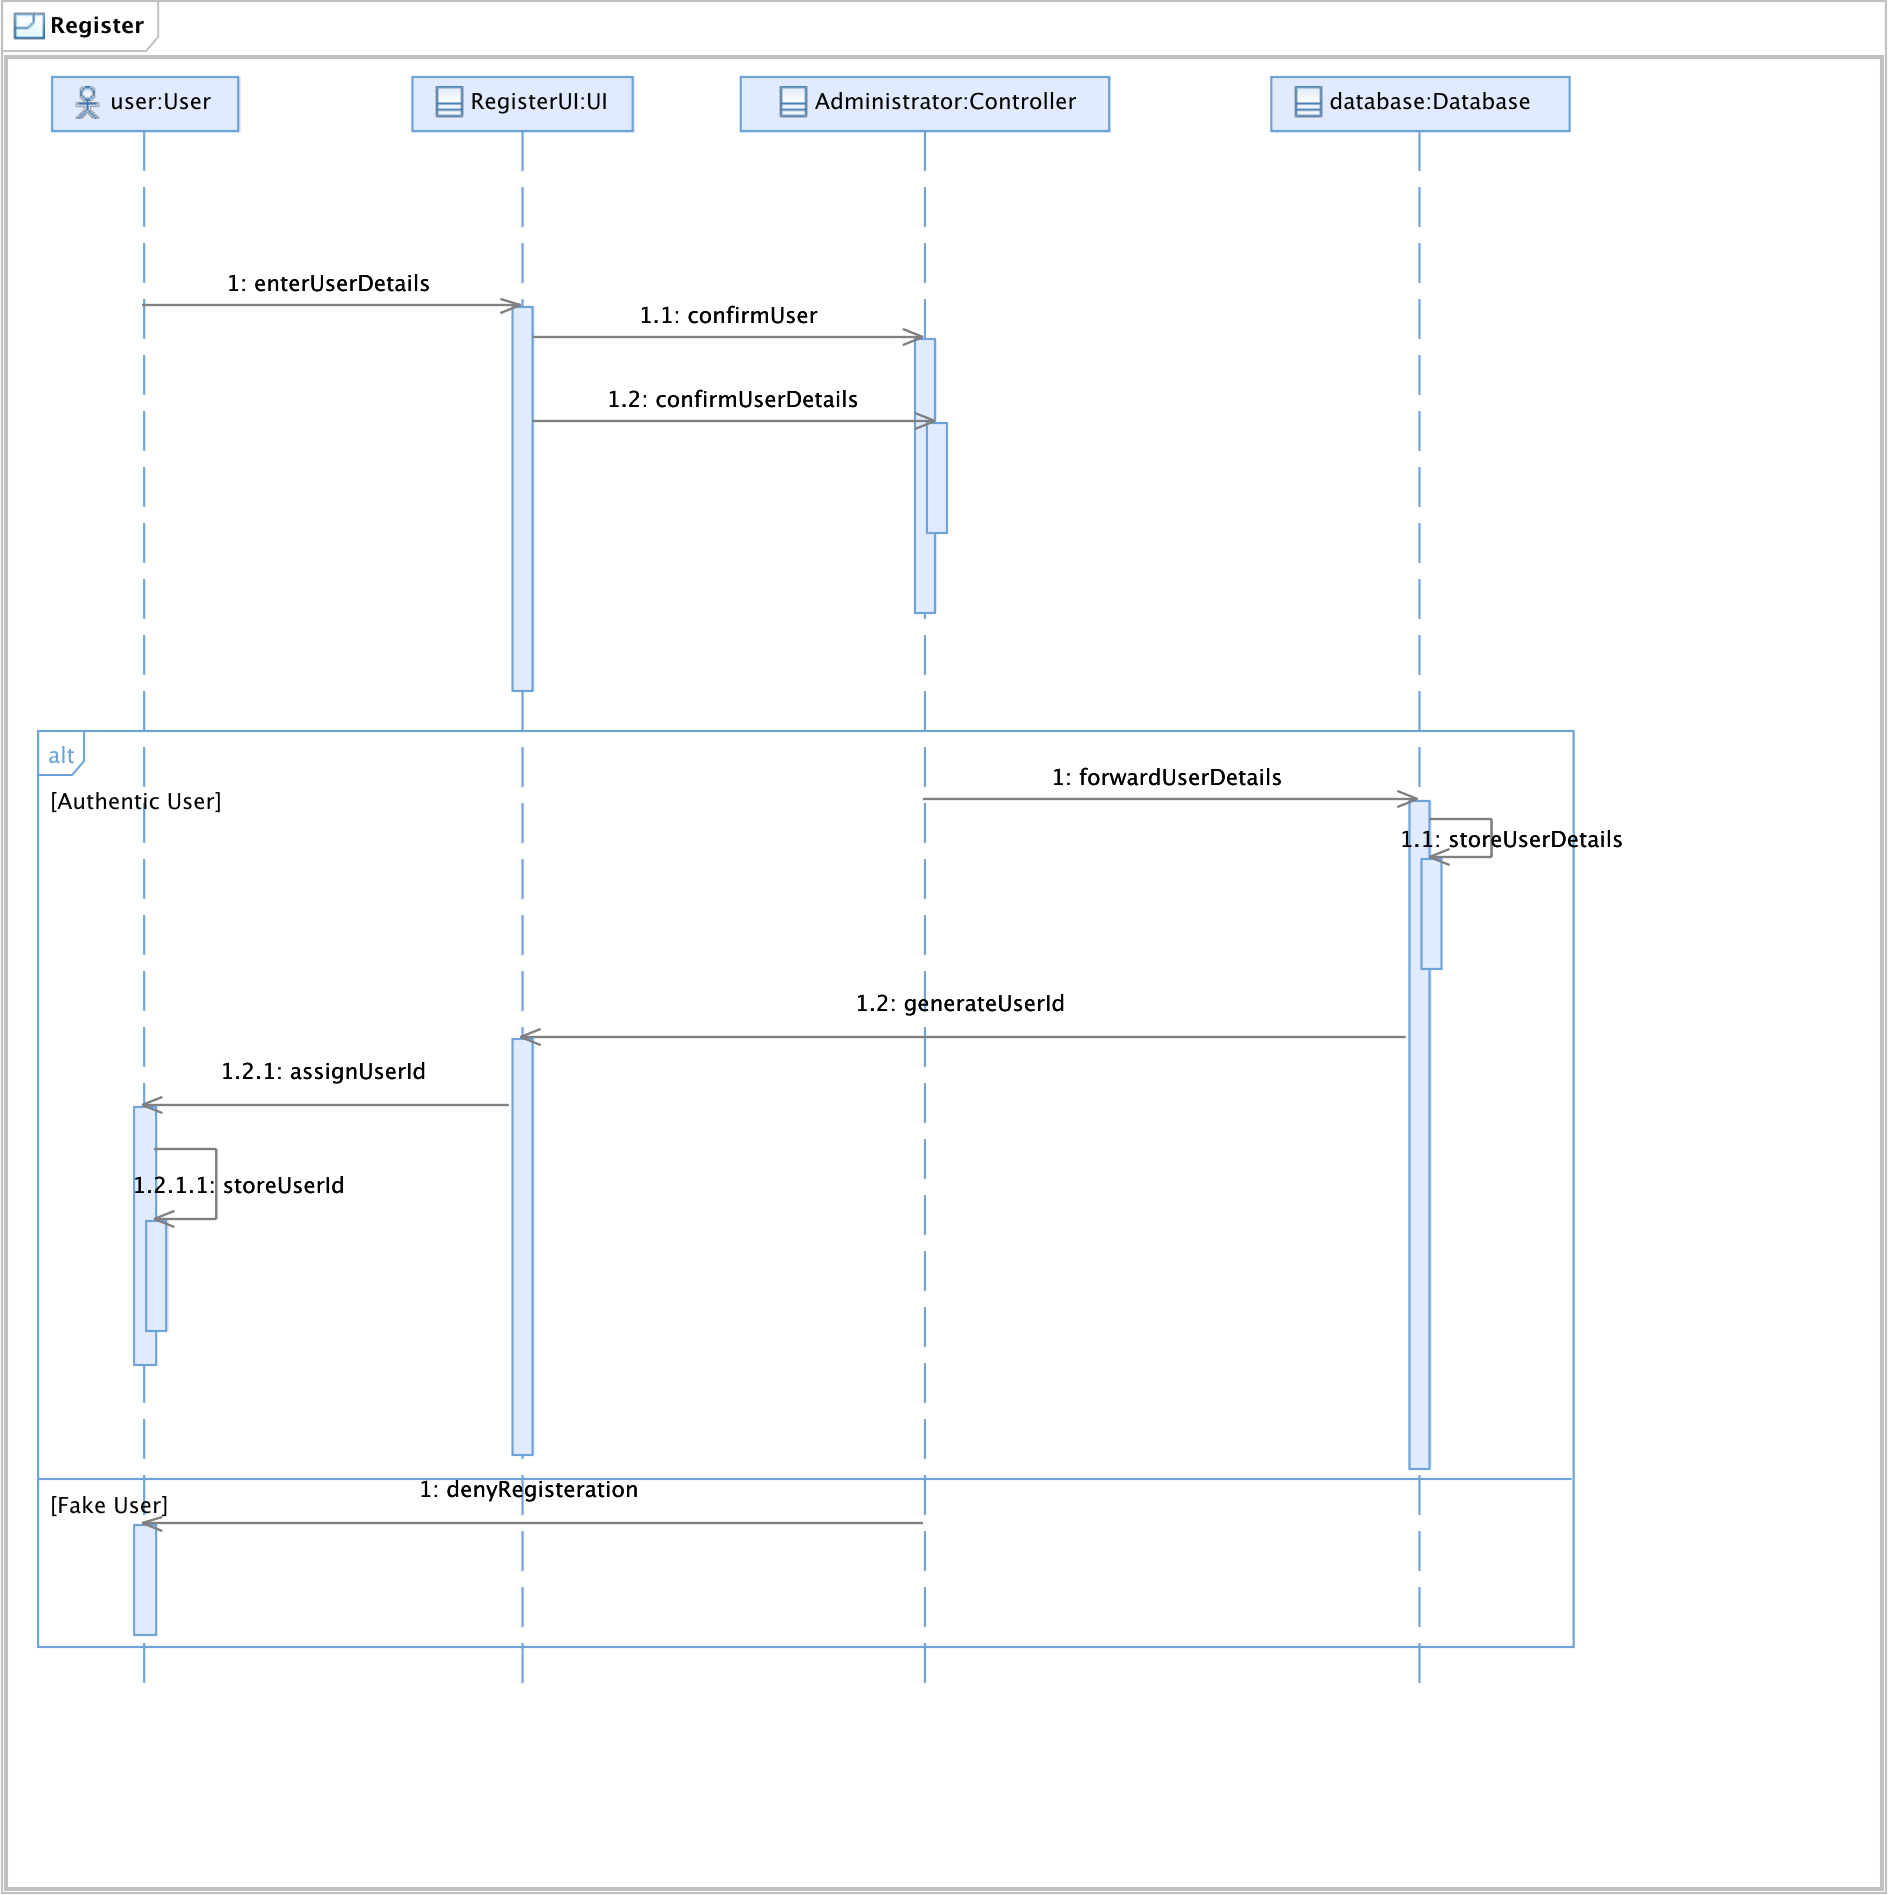 Register
user:User
RegisterUI:UI
Administrator:Controller
database:Database
1: enterUserDetails
1.1: confirmUser
1.2: confirmUserDetails
alt
1: forwardUserDetails
[Authentic User]
1.1: storeUserDetails
1.2: generateUserId
1.2.1: assignUserId
1.2.1.1: storeUserId
1: denyRegisteration
[Fake User]